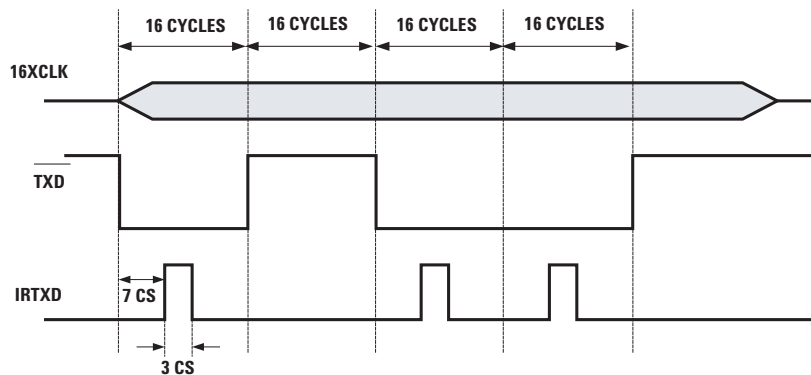 16 CYCLES 16 CYCLES 16 CYCLES 16 CYCLES
16XCLK
TXD
IRTXD
7 CS
3 CS